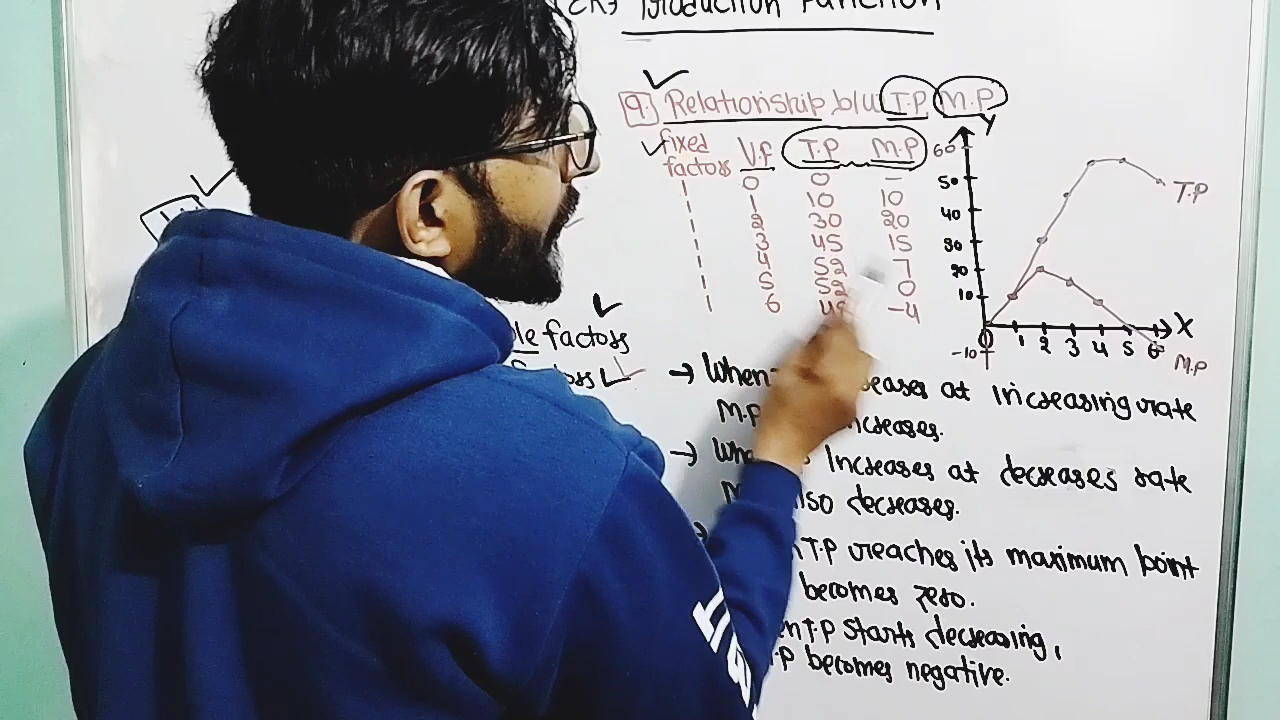 Production Function
9. Relationship b/w T.P M.P
fixed factors V.f T.P M.P
1 0 0 –
1 10 10
2 30 20
3 45 15
4 52 7
5 52 0
1 6 48 -4
Y
60
50
40
30
20
10
0 1 2 3 4 5 6 X
-10
T.P
M.P
factors
→ When at increasing rate
M.P increases.
→ increases at decreases rate
also decreases.
T.P reaches its maximum point
becomes zero.
T.P starts decreasing,
becomes negative.